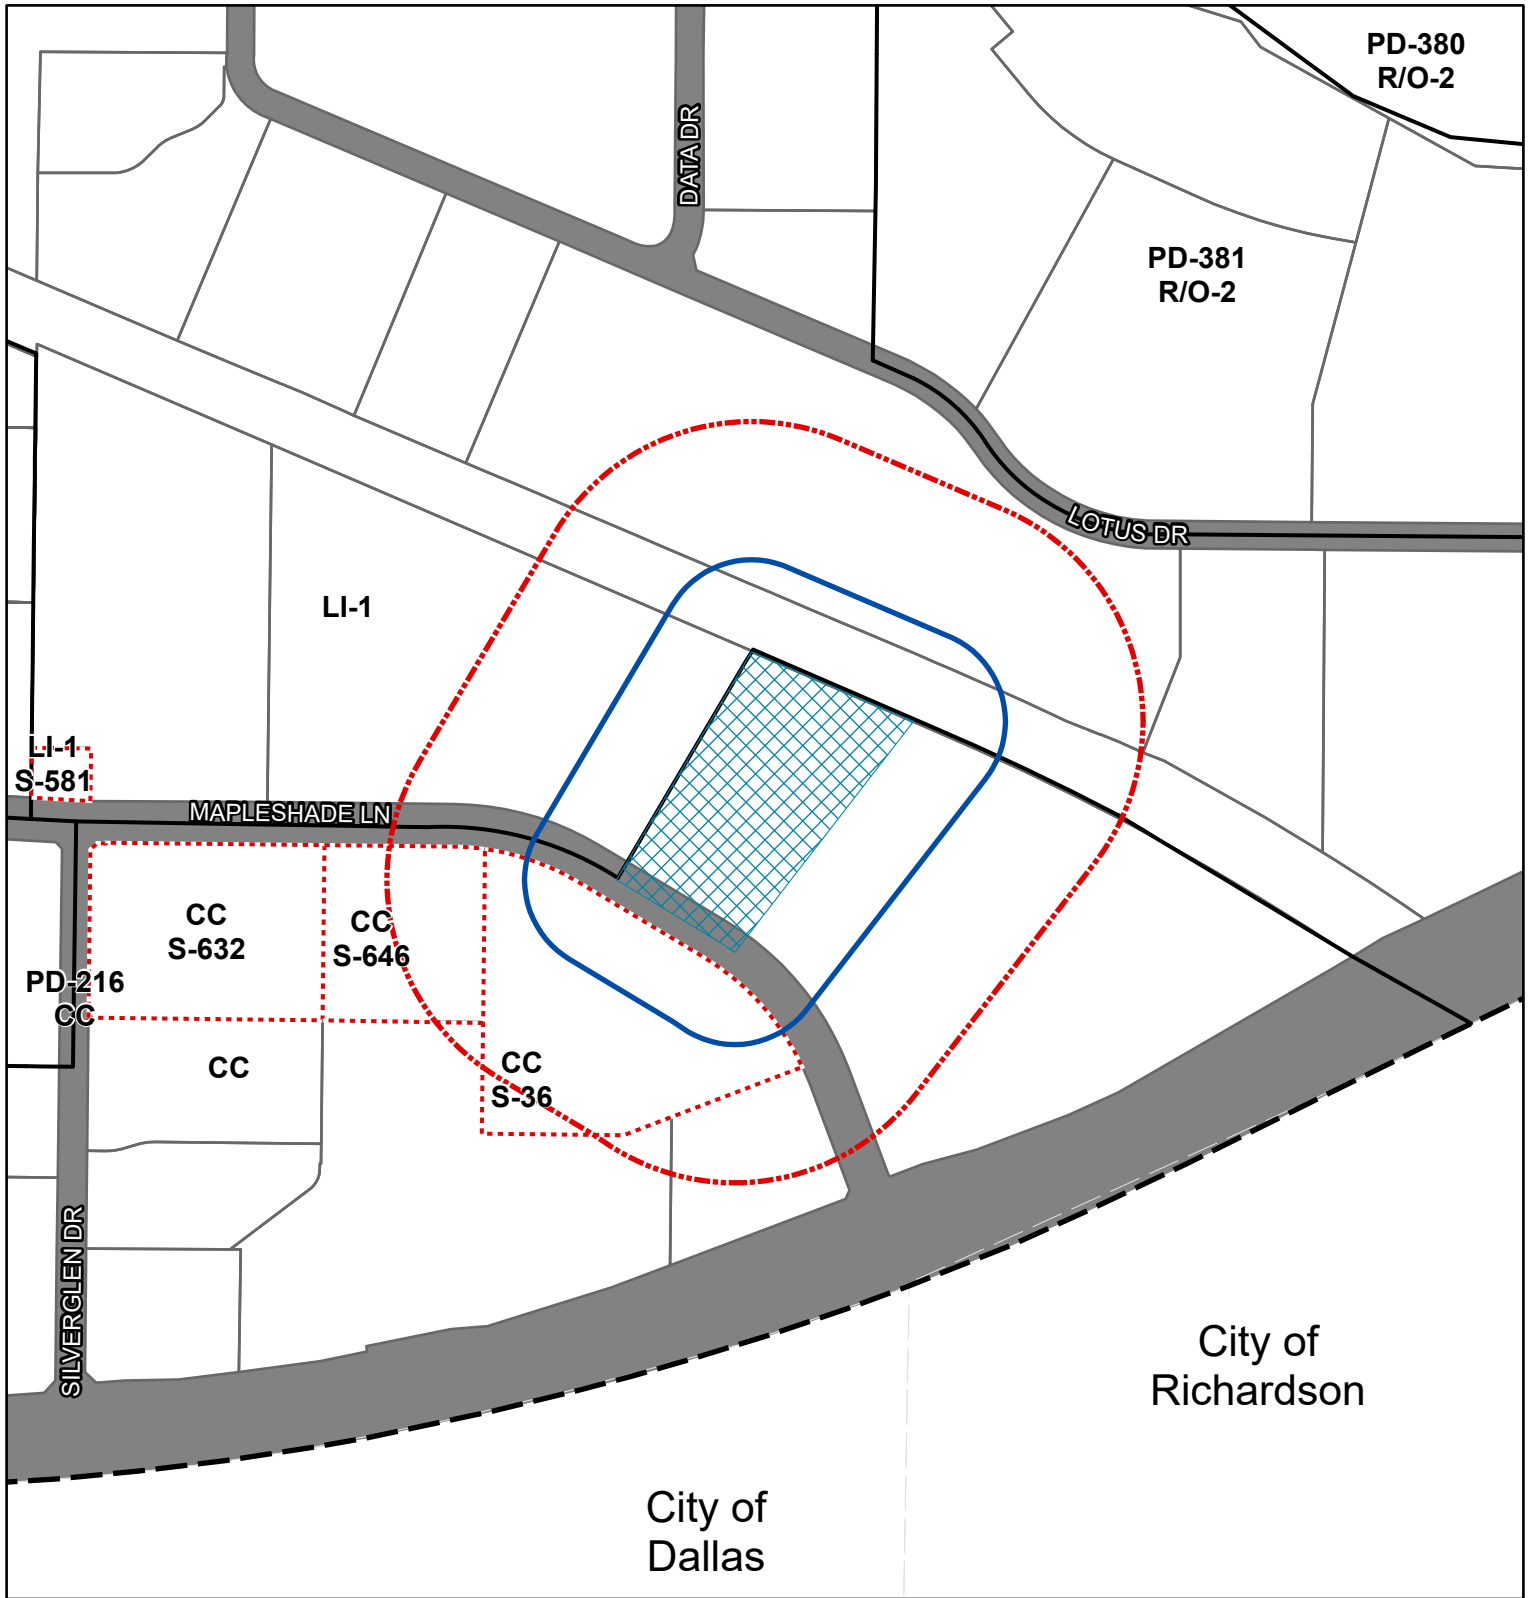 PD-380
R/O-2
DATA DR
PD-381
R/O-2
LOTUS DR
LI-1
LI-1
S-581
MAPLESHADE LN
CC
S-632
CC
S-646
PD-216
CC
CC
CC
S-36
SILVERGLEN DR
City of
Richardson
City of
Dallas